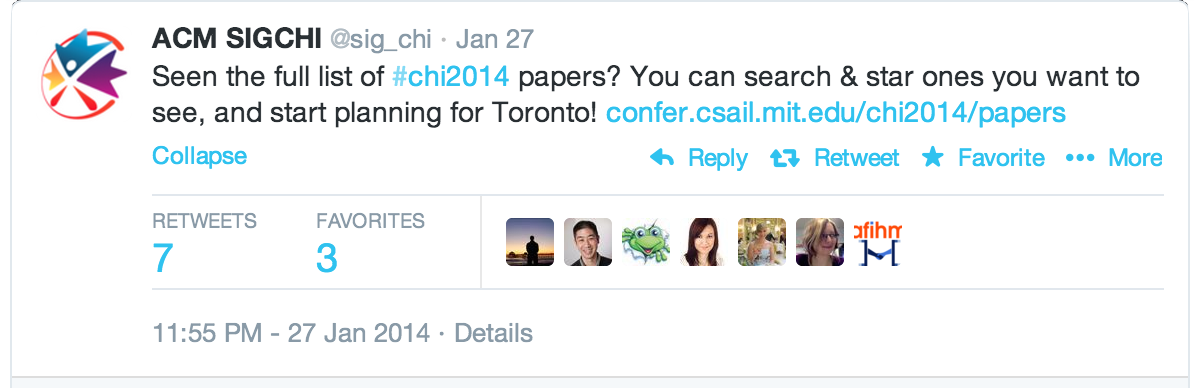 ACM SIGCHI @sig_chi · Jan 27
Seen the full list of #chi2014 papers? You can search & star ones you want to
see, and start planning for Toronto! confer.csail.mit.edu/chi2014/papers
Collapse Reply Retweet Favorite More
RETWEETS FAVORITES
7 3
afihm
11:55 PM - 27 Jan 2014 · Details